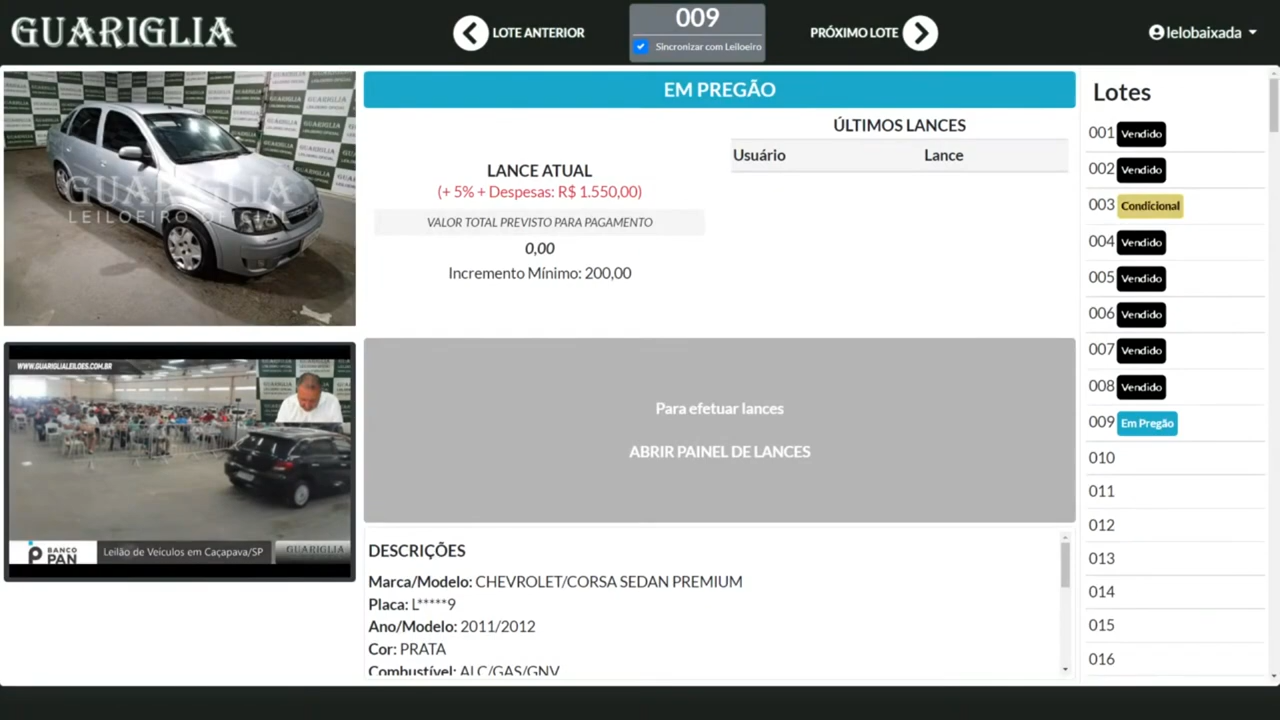 GUARIGLIA
LOTE ANTERIOR
009
Sincronizar com Leiloeiro
PRÓXIMO LOTE
lelobaixada
GUARIGLIA
LEILOEIRO OFICIAL
EM PREGÃO
LANCE ATUAL
(+ 5% + Despesas: R$ 1.550,00)
VALOR TOTAL PREVISTO PARA PAGAMENTO
0,00
Incremento Mínimo: 200,00
ÚLTIMOS LANCES
Usuário Lance
Para efetuar lances
ABRIR PAINEL DE LANCES
WWW.GUARIGLIALEILOES.COM.BR
BANCO
PAN
Leilão de Veiculos em Caçapava/SP
GUARIGLIA
DESCRIÇÕES
Marca/Modelo: CHEVROLET/CORSA SEDAN PREMIUM
Placa: L*****9
Ano/Modelo: 2011/2012
Cor: PRATA
Combustível: ALC/GAS/GNV
Lotes
001 Vendido
002 Vendido
003 Condicional
004 Vendido
005 Vendido
006 Vendido
007 Vendido
008 Vendido
009 Em Pregão
010
011
012
013
014
015
016